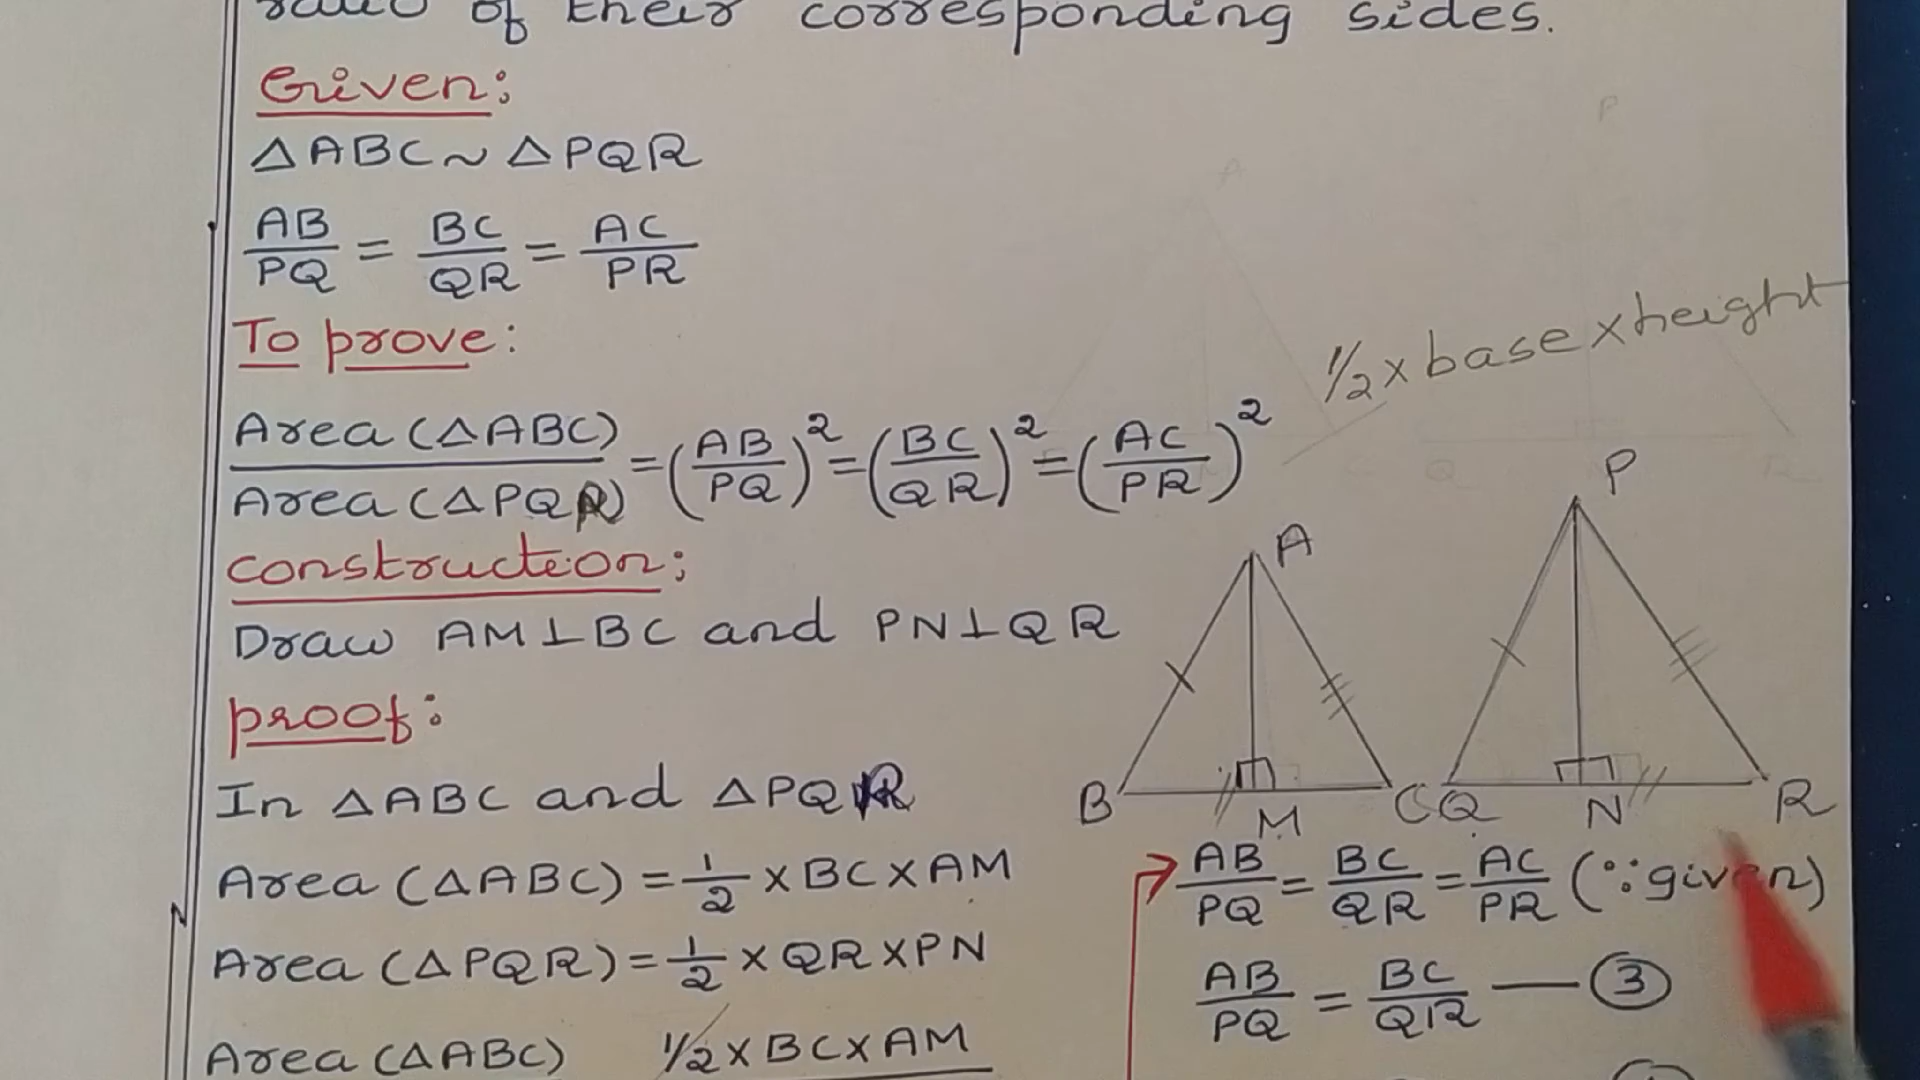 ratio of their corresponding sides.
Given:
△ABC ~ △PQR
AB/PQ = BC/QR = AC/PR
To prove:
1/2 × base × height
Area (△ABC)/Area (△PQR) = (AB/PQ)² = (BC/QR)² = (AC/PR)²
construction:
Draw AM⊥BC and PN⊥QR
proof:
In △ABC and △PQR
Area (△ABC) = 1/2 × BC × AM
Area (△PQR) = 1/2 × QR × PN
Area (△ABC) 1/2 × BC × AM
P
A
B M C Q N R
AB/PQ = BC/QR = AC/PR (∵ given)
AB/PQ = BC/QR — ③